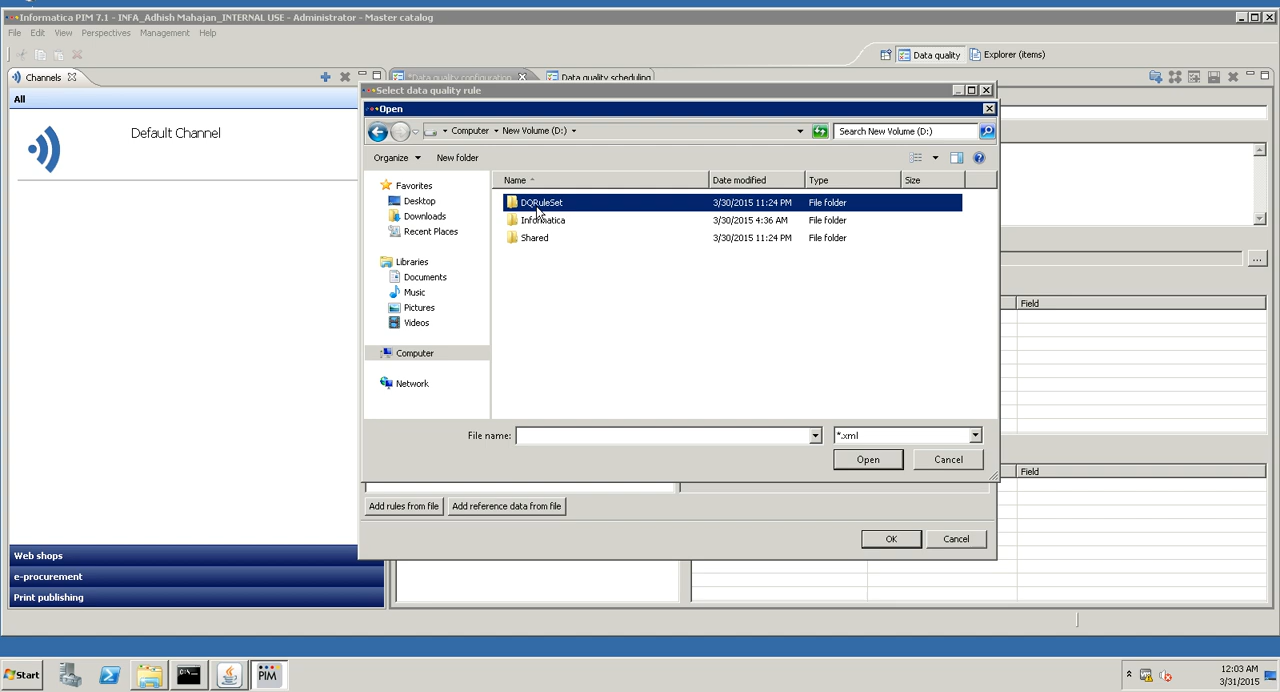 Informatica PIM 7.1 - INFA_Adhish Mahajan_INTERNAL USE - Administrator - Master catalog
File Edit View Perspectives Management Help
Data quality Explorer (items)
Channels *Data quality configuration Data quality scheduling
All
Default Channel
Select data quality rule
Open
Computer New Volume (D:) Search New Volume (D:)
Organize New folder
Name Date modified Type Size
Favorites
Desktop
Downloads
Recent Places
Libraries
Documents
Music
Pictures
Videos
Computer
Network
DQRuleSet 3/30/2015 11:24 PM File folder
Informatica 3/30/2015 4:36 AM File folder
Shared 3/30/2015 11:24 PM File folder
...
Field
File name: *.xml
Open Cancel
Field
Add rules from file Add reference data from file
OK Cancel
Web shops
e-procurement
Print publishing
Start PIM 12:03 AM
3/31/2015